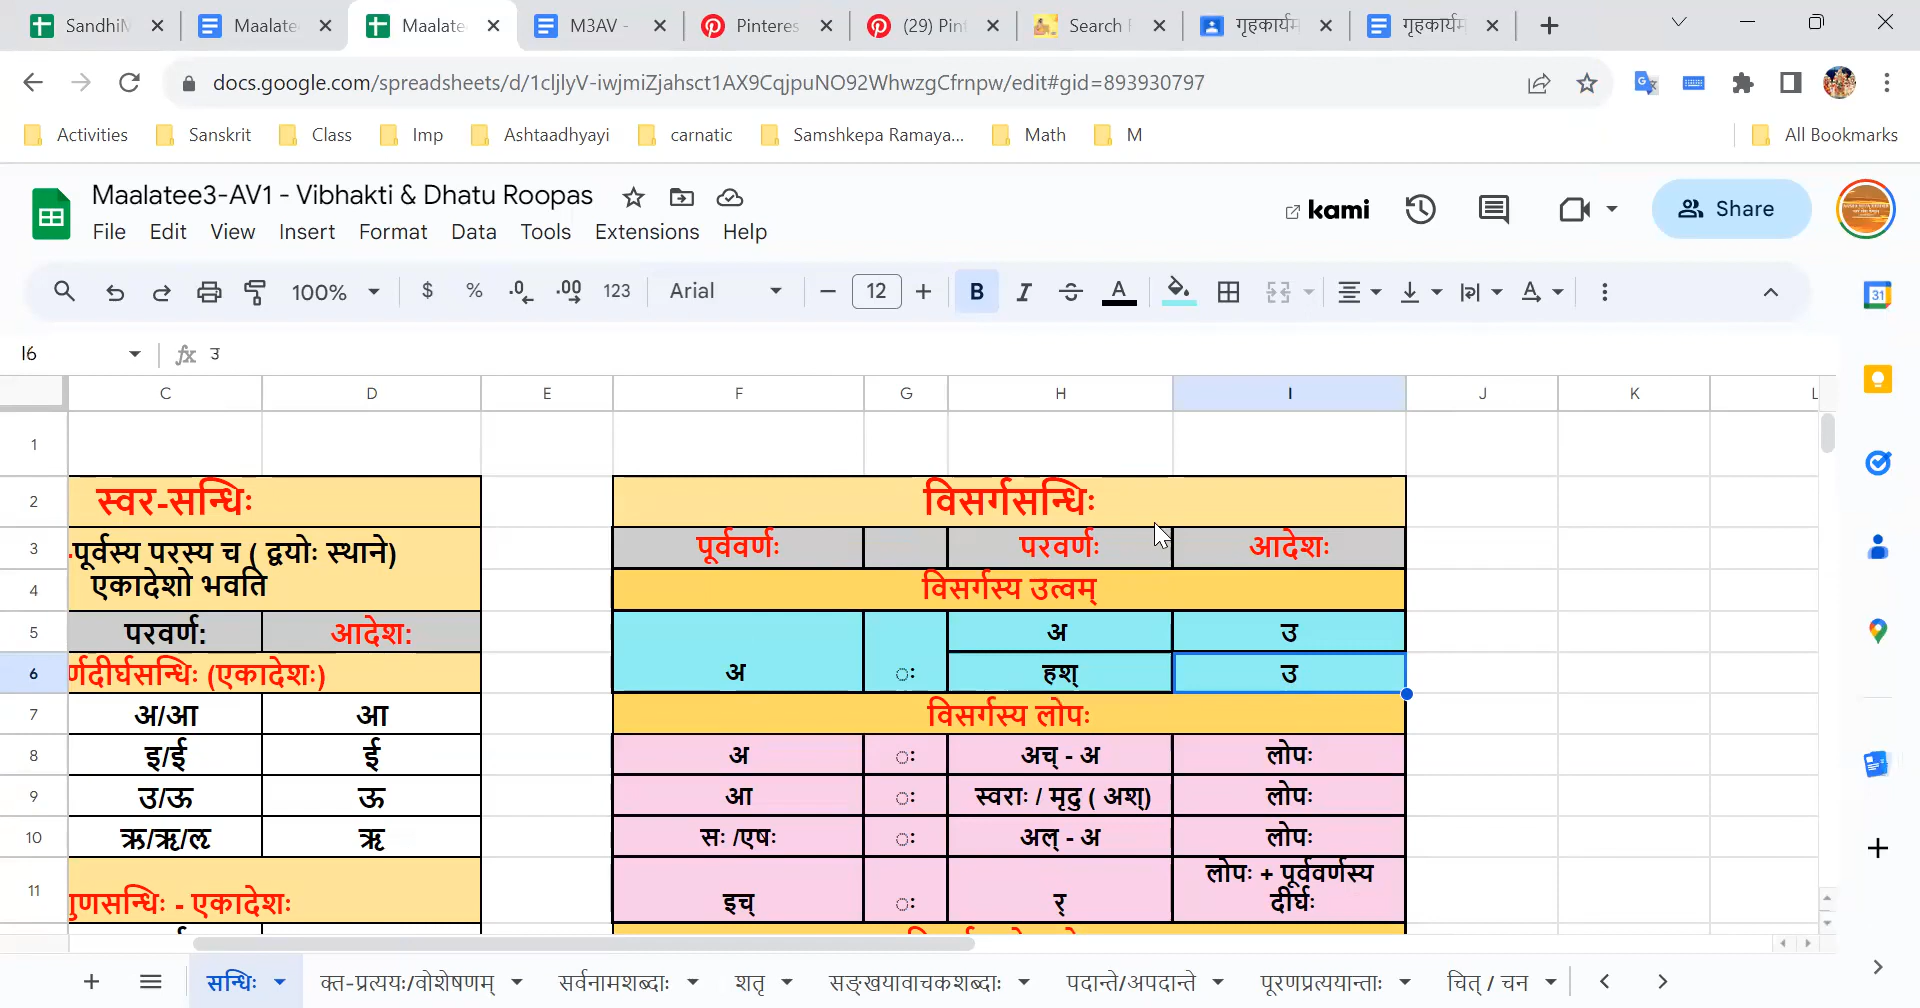 SandhiM
Maalate
Maalate
M3AV -
Pinteres
(29) Pin
Search
गृहकार्यम
गृहकार्यम
docs.google.com/spreadsheets/d/1cljlyV-iwjmiZjahsct1AX9CqjpuNO92WhwzgCfrnpw/edit#gid=893930797
Activities Sanskrit Class Imp Ashtaadhyayi carnatic Samshkepa Ramaya... Math M All Bookmarks
Maalatee3-AV1 - Vibhakti & Dhatu Roopas
kami
Share
File Edit View Insert Format Data Tools Extensions Help
100% $ % .0 .00 123 Arial 12 B I A A
I6 fx उ
C D E F G H I J K L
1
2 स्वर-सन्धिः विसर्गसन्धिः
3 -पूर्वस्य परस्य च ( द्वयोः स्थाने) पूर्ववर्णः परवर्णः आदेशः
4 एकादेशो भवति विसर्गस्य उत्वम्
5 परवर्ण: आदेश: अ उ
6 र्णदीर्घसन्धिः (एकादेशः) अ ः हश् उ
7 अ/आ आ विसर्गस्य लोपः
8 इ/ई ई अ ः अच् - अ लोपः
9 उ/ऊ ऊ आ ः स्वराः / मृदु ( अश्) लोपः
10 ऋ/ॠ/ऌ ॠ सः /एषः ः अल् - अ लोपः
11 गुणसन्धिः - एकादेशः इच् ः र् लोपः + पूर्ववर्णस्य
दीर्घः
सन्धिः क्त-प्रत्ययः/वोशेषणम् सर्वनामशब्दाः शतृ सङ्खयावाचकशब्दाः पदान्ते/अपदान्ते पूरणप्रत्ययान्ताः चित् / चन